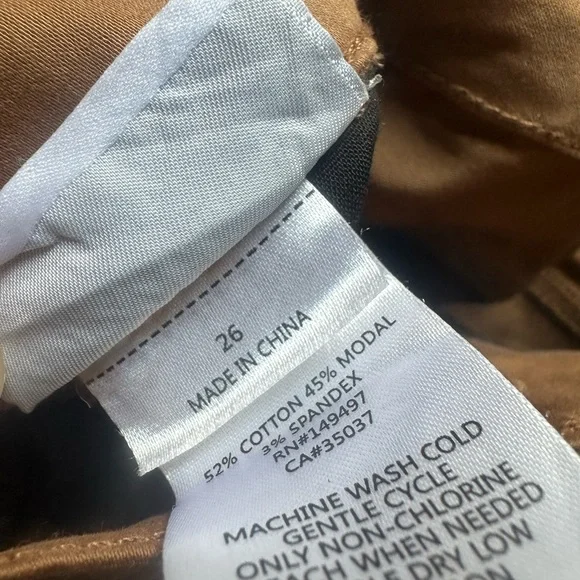 26
MADE IN CHINA
52% COTTON 45% MODAL
3% SPANDEX
RN#149497
CA#35037
MACHINE WASH COLD
GENTLE CYCLE
ONLY NON-CHLORINE
WHEN NEEDED
DRY LOW